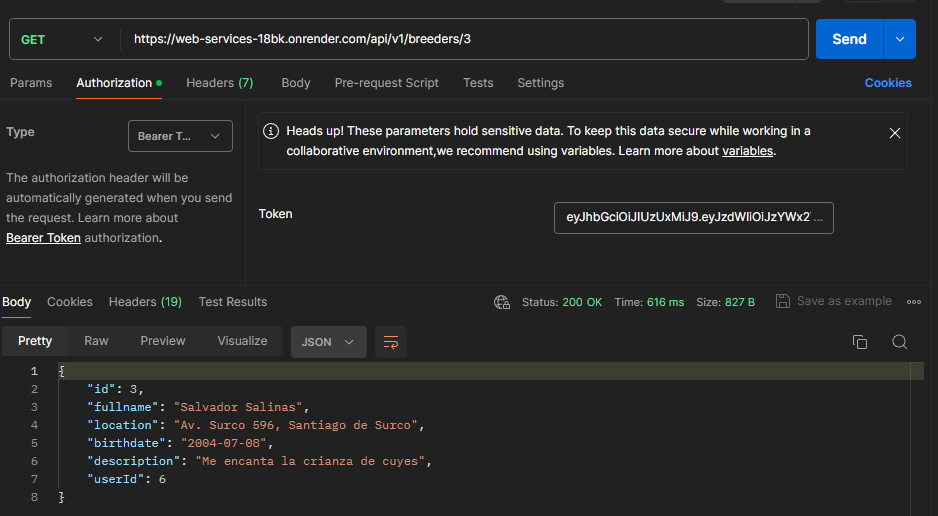 GET https://web-services-18bk.onrender.com/api/v1/breeders/3 Send
Params Authorization Headers (7) Body Pre-request Script Tests Settings Cookies
Type Bearer T...
The authorization header will be
automatically generated when you send
the request. Learn more about
Bearer Token authorization.
Heads up! These parameters hold sensitive data. To keep this data secure while working in a
collaborative environment,we recommend using variables. Learn more about variables.
Token eyJhbGciOiJIUzUxMiJ9.eyJzdWIiOiJzYWx2 ...
Body Cookies Headers (19) Test Results Status: 200 OK Time: 616 ms Size: 827 B Save as example
Pretty Raw Preview Visualize JSON
1 {
2 "id": 3,
3 "fullname": "Salvador Salinas",
4 "location": "Av. Surco 596, Santiago de Surco",
5 "birthdate": "2004-07-08",
6 "description": "Me encanta la crianza de cuyes",
7 "userId": 6
8 }